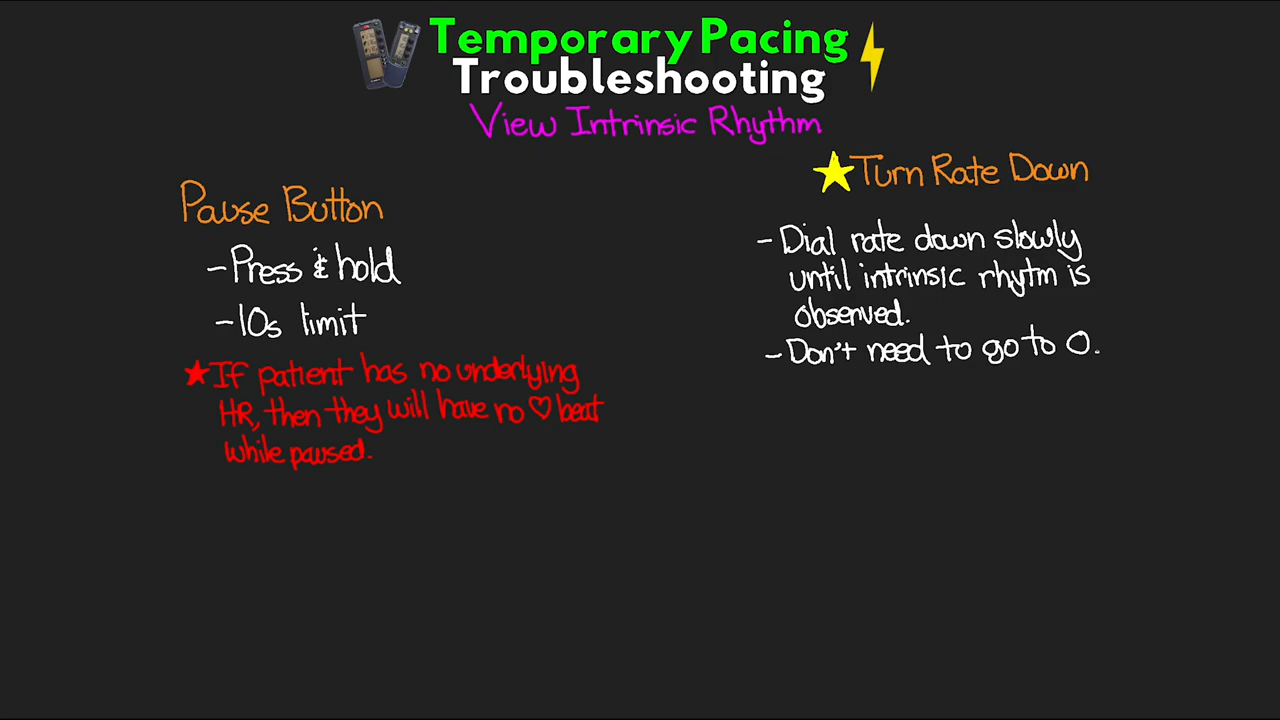 Temporary Pacing
Troubleshooting
View Intrinsic Rhythm
Pause Button
-Press & hold
-10s limit
★If patient has no underlying
HR, then they will have no ♡ beat
while paused.
★Turn Rate Down
-Dial rate down slowly
until intrinsic rhytm is
observed.
-Don't need to go to 0.